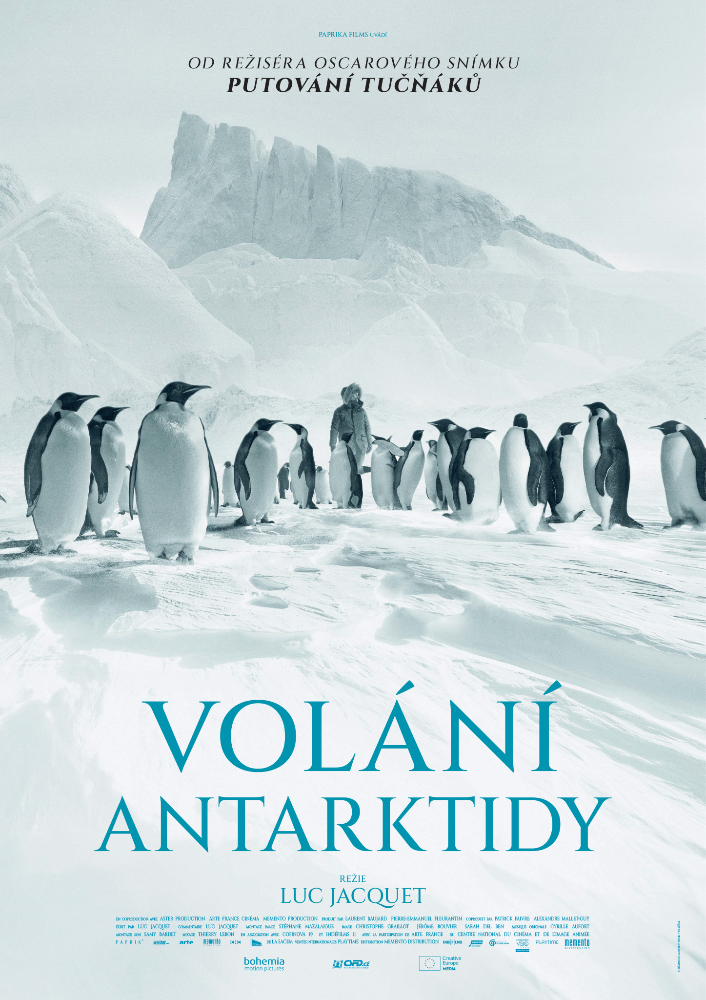 PAPRIKA FILMS UVÁDÍ
OD REŽISÉRA OSCAROVÉHO SNÍMKU
PUTOVÁNÍ TUČŇÁKŮ
VOLÁNÍ
ANTARKTIDY
REŽIE
LUC JACQUET
EN COPRODUCTION AVEC ASTER PRODUCTION ARTE FRANCE CINÉMA MEMENTO PRODUCTION PRODUIT PAR LAURENT BAUJARD PIERRE-EMMANUEL FLEURANTIN COPRODUIT PAR PATRICK FAIVRE ALEXANDRE MALLET-GUY
ÉCRIT PAR LUC JACQUET COMMENTAIRE LUC JACQUET MONTAGE IMAGE STÉPHANE MAZALAIGUE IMAGE CHRISTOPHE GRAILLOT JÉRÔME BOUVIER SARAH DEL BEN MUSIQUE ORIGINALE CYRILLE AUFORT
MONTAGE SON SAMY BARDET MIXAGE THIERRY LEBON EN ASSOCIATION AVEC COFINOVA 19 ET INDÉFILMS 11 AVEC LA PARTICIPATION DE ARTE FRANCE DU CENTRE NATIONAL DU CINÉMA ET DE L'IMAGE ANIMÉE
PAPRIKA aster... arte memento PRODUCTION CNC DE LA SACEM VENTES INTERNATIONALES PLAYTIME DISTRIBUTION MEMENTO DISTRIBUTION INDÉFILMS sacem la copie privée FONDATION VISIO PLAYTIME memento DISTRIBUTION
bohemia
motion pictures
ČSFD.cz
Creative
Europe
MEDIA
CRÉATION : LAURENT PONS / TROÏKA